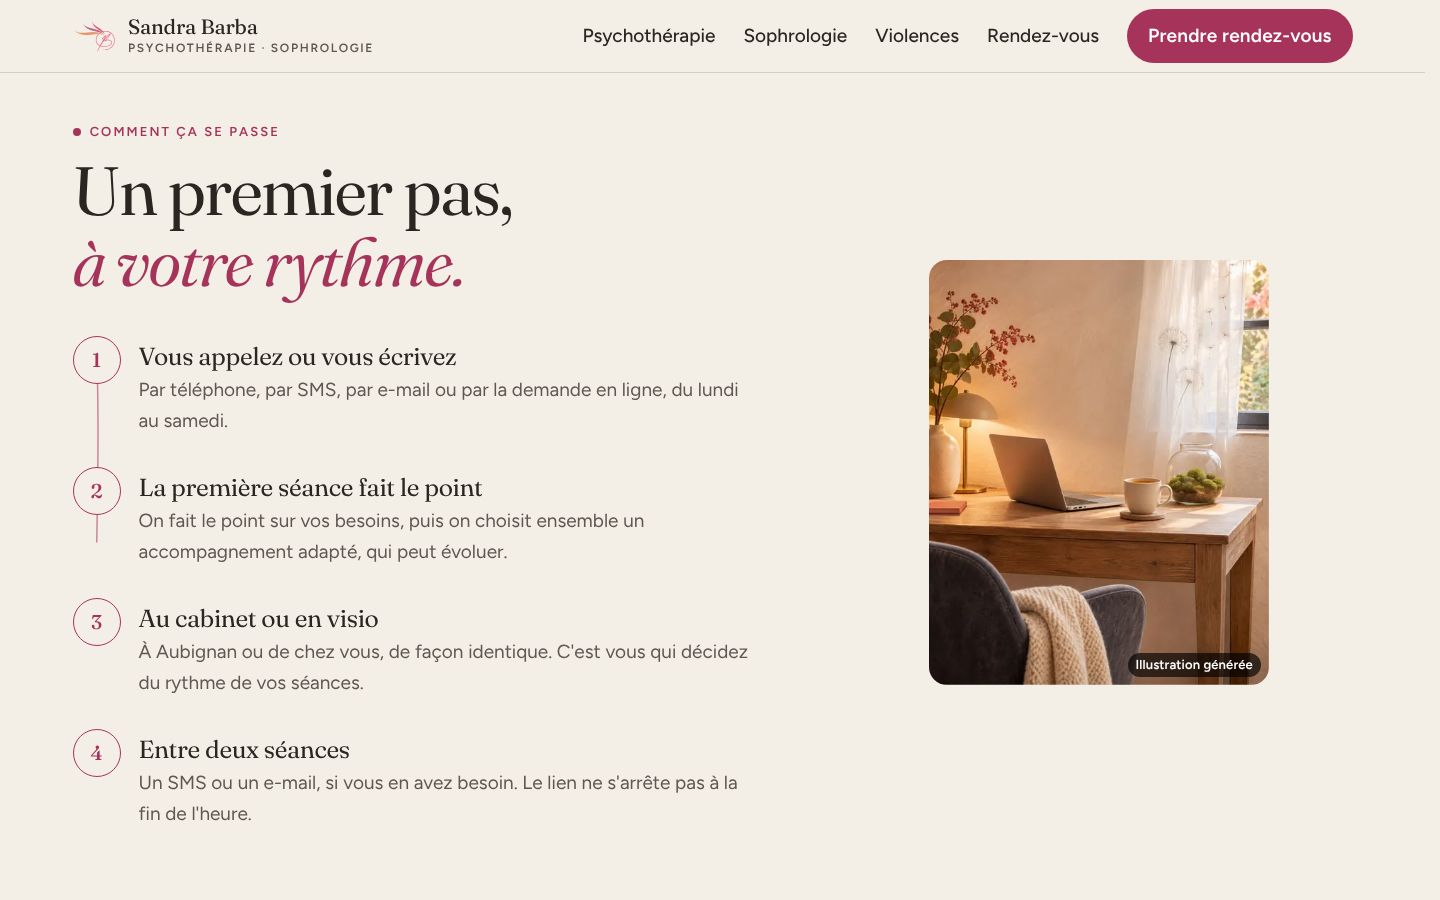 Sandra Barba
PSYCHOTHÉRAPIE · SOPHROLOGIE
Psychothérapie
Sophrologie
Violences
Rendez-vous
Prendre rendez-vous
COMMENT ÇA SE PASSE
Un premier pas,
à votre rythme.
1
Vous appelez ou vous écrivez
Par téléphone, par SMS, par e-mail ou par la demande en ligne, du lundi
au samedi.
2
La première séance fait le point
On fait le point sur vos besoins, puis on choisit ensemble un
accompagnement adapté, qui peut évoluer.
3
Au cabinet ou en visio
À Aubignan ou de chez vous, de façon identique. C'est vous qui décidez
du rythme de vos séances.
4
Entre deux séances
Un SMS ou un e-mail, si vous en avez besoin. Le lien ne s'arrête pas à la
fin de l'heure.
Illustration générée